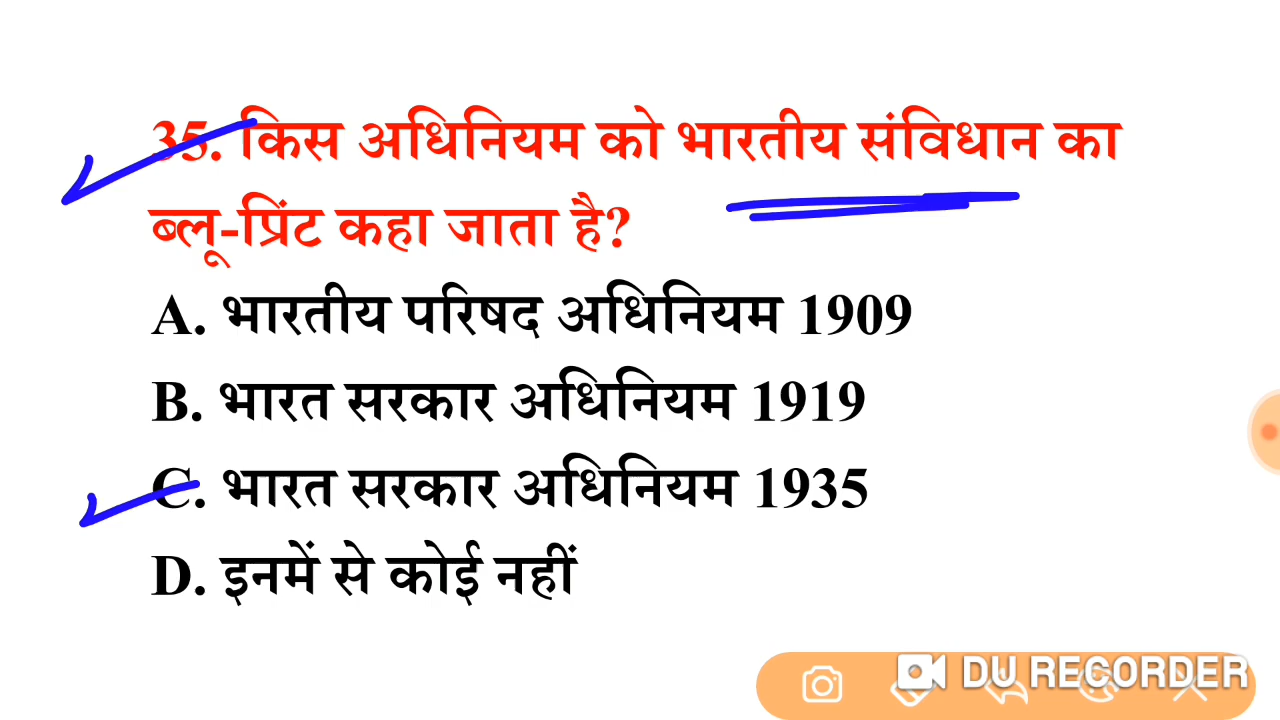 35. किस अधिनियम को भारतीय संविधान का
ब्लू-प्रिंट कहा जाता है?
A. भारतीय परिषद अधिनियम 1909
B. भारत सरकार अधिनियम 1919
C. भारत सरकार अधिनियम 1935
D. इनमें से कोई नहीं
DU RECORDER